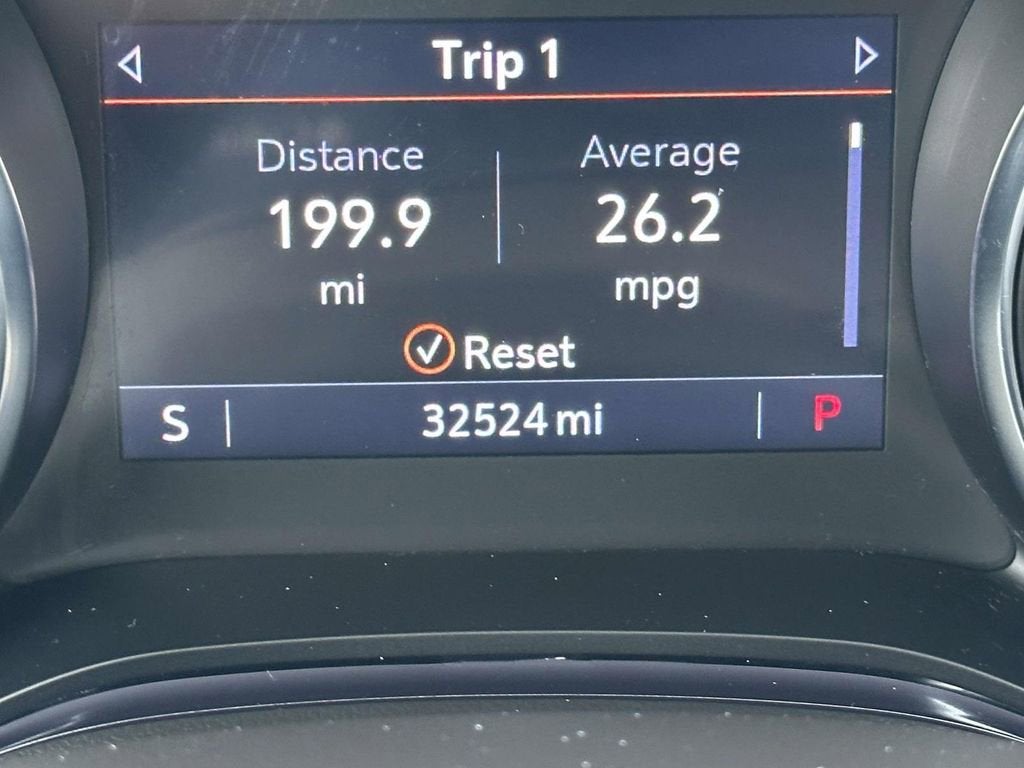 Trip 1
Distance Average
199.9 26.2
mi mpg
Reset
S 32524 mi P